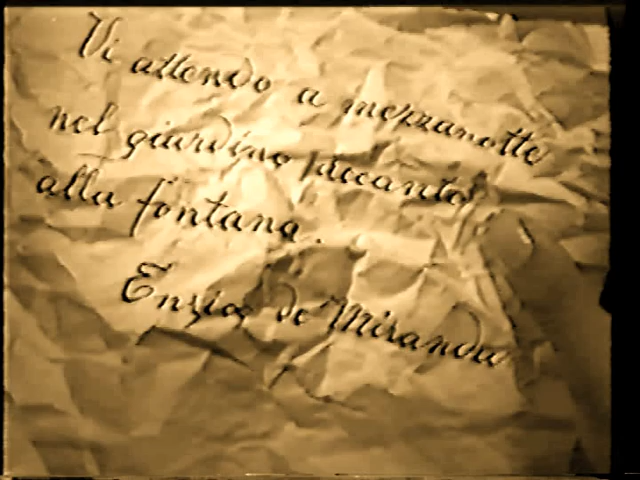 Vi attendo a mezzanotte
nel giardino accanto
alla fontana.
Enzio de Miranda